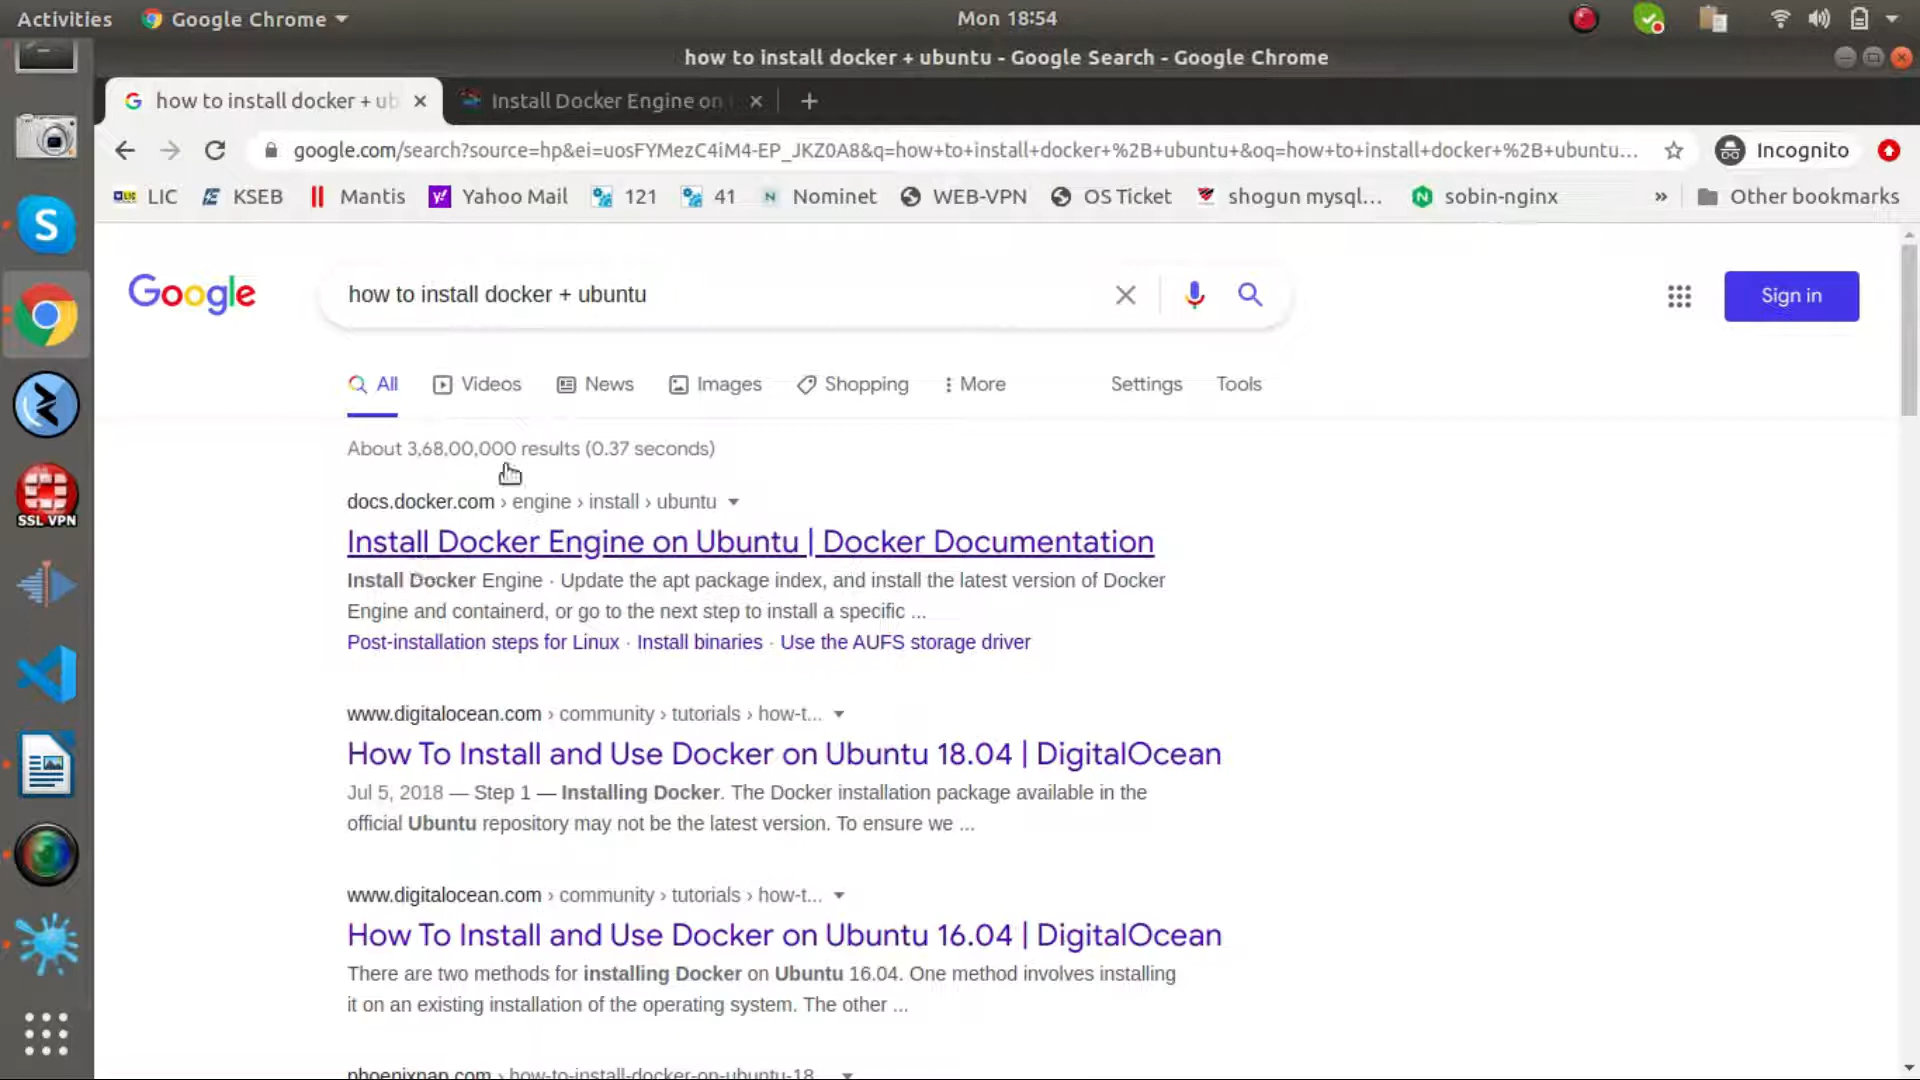 Activities
Google Chrome
Mon 18:54
how to install docker + ubuntu - Google Search - Google Chrome
how to install docker + ub
Install Docker Engine on
google.com/search?source=hp&ei=uosFYMezC4iM4-EP_JKZ0A8&q=how+to+install+docker+%2B+ubuntu+&oq=how+to+install+docker+%2B+ubuntu...
Incognito
LIC
KSEB
Mantis
Yahoo Mail
121
41
Nominet
WEB-VPN
OS Ticket
shogun mysql...
sobin-nginx
»
Other bookmarks
Google
how to install docker + ubuntu
Sign in
All
Videos
News
Images
Shopping
More
Settings
Tools
About 3,68,00,000 results (0.37 seconds)
docs.docker.com › engine › install › ubuntu
Install Docker Engine on Ubuntu | Docker Documentation
Install Docker Engine · Update the apt package index, and install the latest version of Docker
Engine and containerd, or go to the next step to install a specific ...
Post-installation steps for Linux · Install binaries · Use the AUFS storage driver
www.digitalocean.com › community › tutorials › how-t...
How To Install and Use Docker on Ubuntu 18.04 | DigitalOcean
Jul 5, 2018 — Step 1 — Installing Docker. The Docker installation package available in the
official Ubuntu repository may not be the latest version. To ensure we ...
www.digitalocean.com › community › tutorials › how-t...
How To Install and Use Docker on Ubuntu 16.04 | DigitalOcean
There are two methods for installing Docker on Ubuntu 16.04. One method involves installing
it on an existing installation of the operating system. The other ...
phoenixnap.com › how-to-install-docker-on-ubuntu-18...
SSL VPN